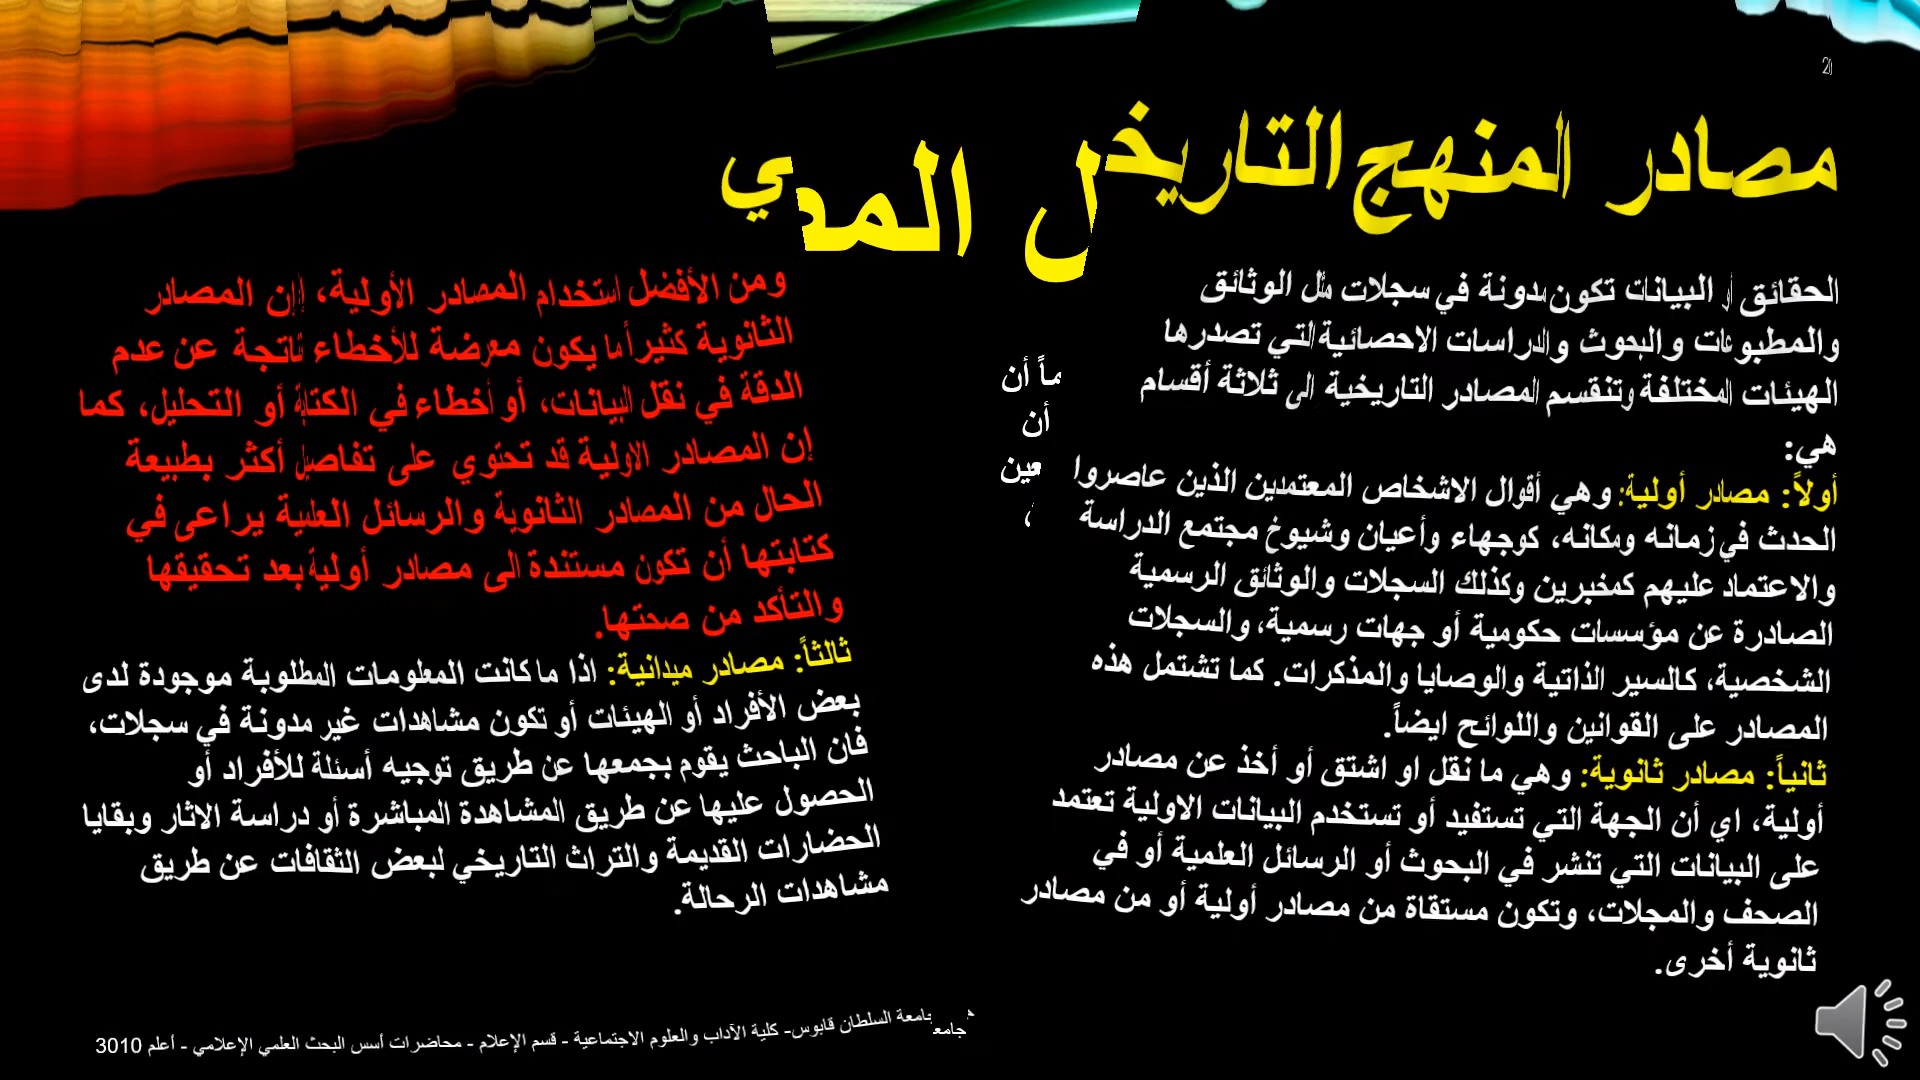 20
مصادر المنهج التاريخي
الحقائق أو البيانات تكون مدونة في سجلات مثل الوثائق
والمطبوعات والبحوث والدراسات الاحصائية التي تصدرها
الهيئات المختلفة وتنقسم المصادر التاريخية الى ثلاثة أقسام
هي:
أولاً: مصادر أولية: وهي أقوال الاشخاص المعتمدين الذين عاصروا
الحدث في زمانه ومكانه، كوجهاء وأعيان وشيوخ مجتمع الدراسة
والاعتماد عليهم كمخبرين وكذلك السجلات والوثائق الرسمية
الصادرة عن مؤسسات حكومية أو جهات رسمية، والسجلات
الشخصية، كالسير الذاتية والوصايا والمذكرات. كما تشتمل هذه
المصادر على القوانين واللوائح ايضاً.
ثانياً: مصادر ثانوية: وهي ما نقل او اشتق أو أخذ عن مصادر
أولية، اي أن الجهة التي تستفيد أو تستخدم البيانات الاولية تعتمد
على البيانات التي تنشر في البحوث أو الرسائل العلمية أو في
الصحف والمجلات، وتكون مستقاة من مصادر أولية أو من مصادر
ثانوية أخرى.
أن
أن
ومن الأفضل استخدام المصادر الأولية، إذ إن المصادر
الثانوية كثيراً ما يكون معرضة للأخطاء ناتجة عن عدم
الدقة في نقل البيانات، أو أخطاء في الكتابة أو التحليل، كما
إن المصادر الاولية قد تحتوي على تفاصيل أكثر بطبيعة
الحال من المصادر الثانوية والرسائل العلمية يراعى في
كتابتها أن تكون مستندة الى مصادر أولية بعد تحقيقها
والتأكد من صحتها.
ثالثاً: مصادر ميدانية: اذا ما كانت المعلومات المطلوبة موجودة لدى
بعض الأفراد أو الهيئات أو تكون مشاهدات غير مدونة في سجلات،
فان الباحث يقوم بجمعها عن طريق توجيه أسئلة للأفراد أو
الحصول عليها عن طريق المشاهدة المباشرة أو دراسة الاثار وبقايا
الحضارات القديمة والتراث التاريخي لبعض الثقافات عن طريق
مشاهدات الرحالة.
جامعة السلطان قابوس- كلية الآداب والعلوم الاجتماعية - قسم الإعلام - محاضرات أسس البحث العلمي الإعلامي - أعلم 3010